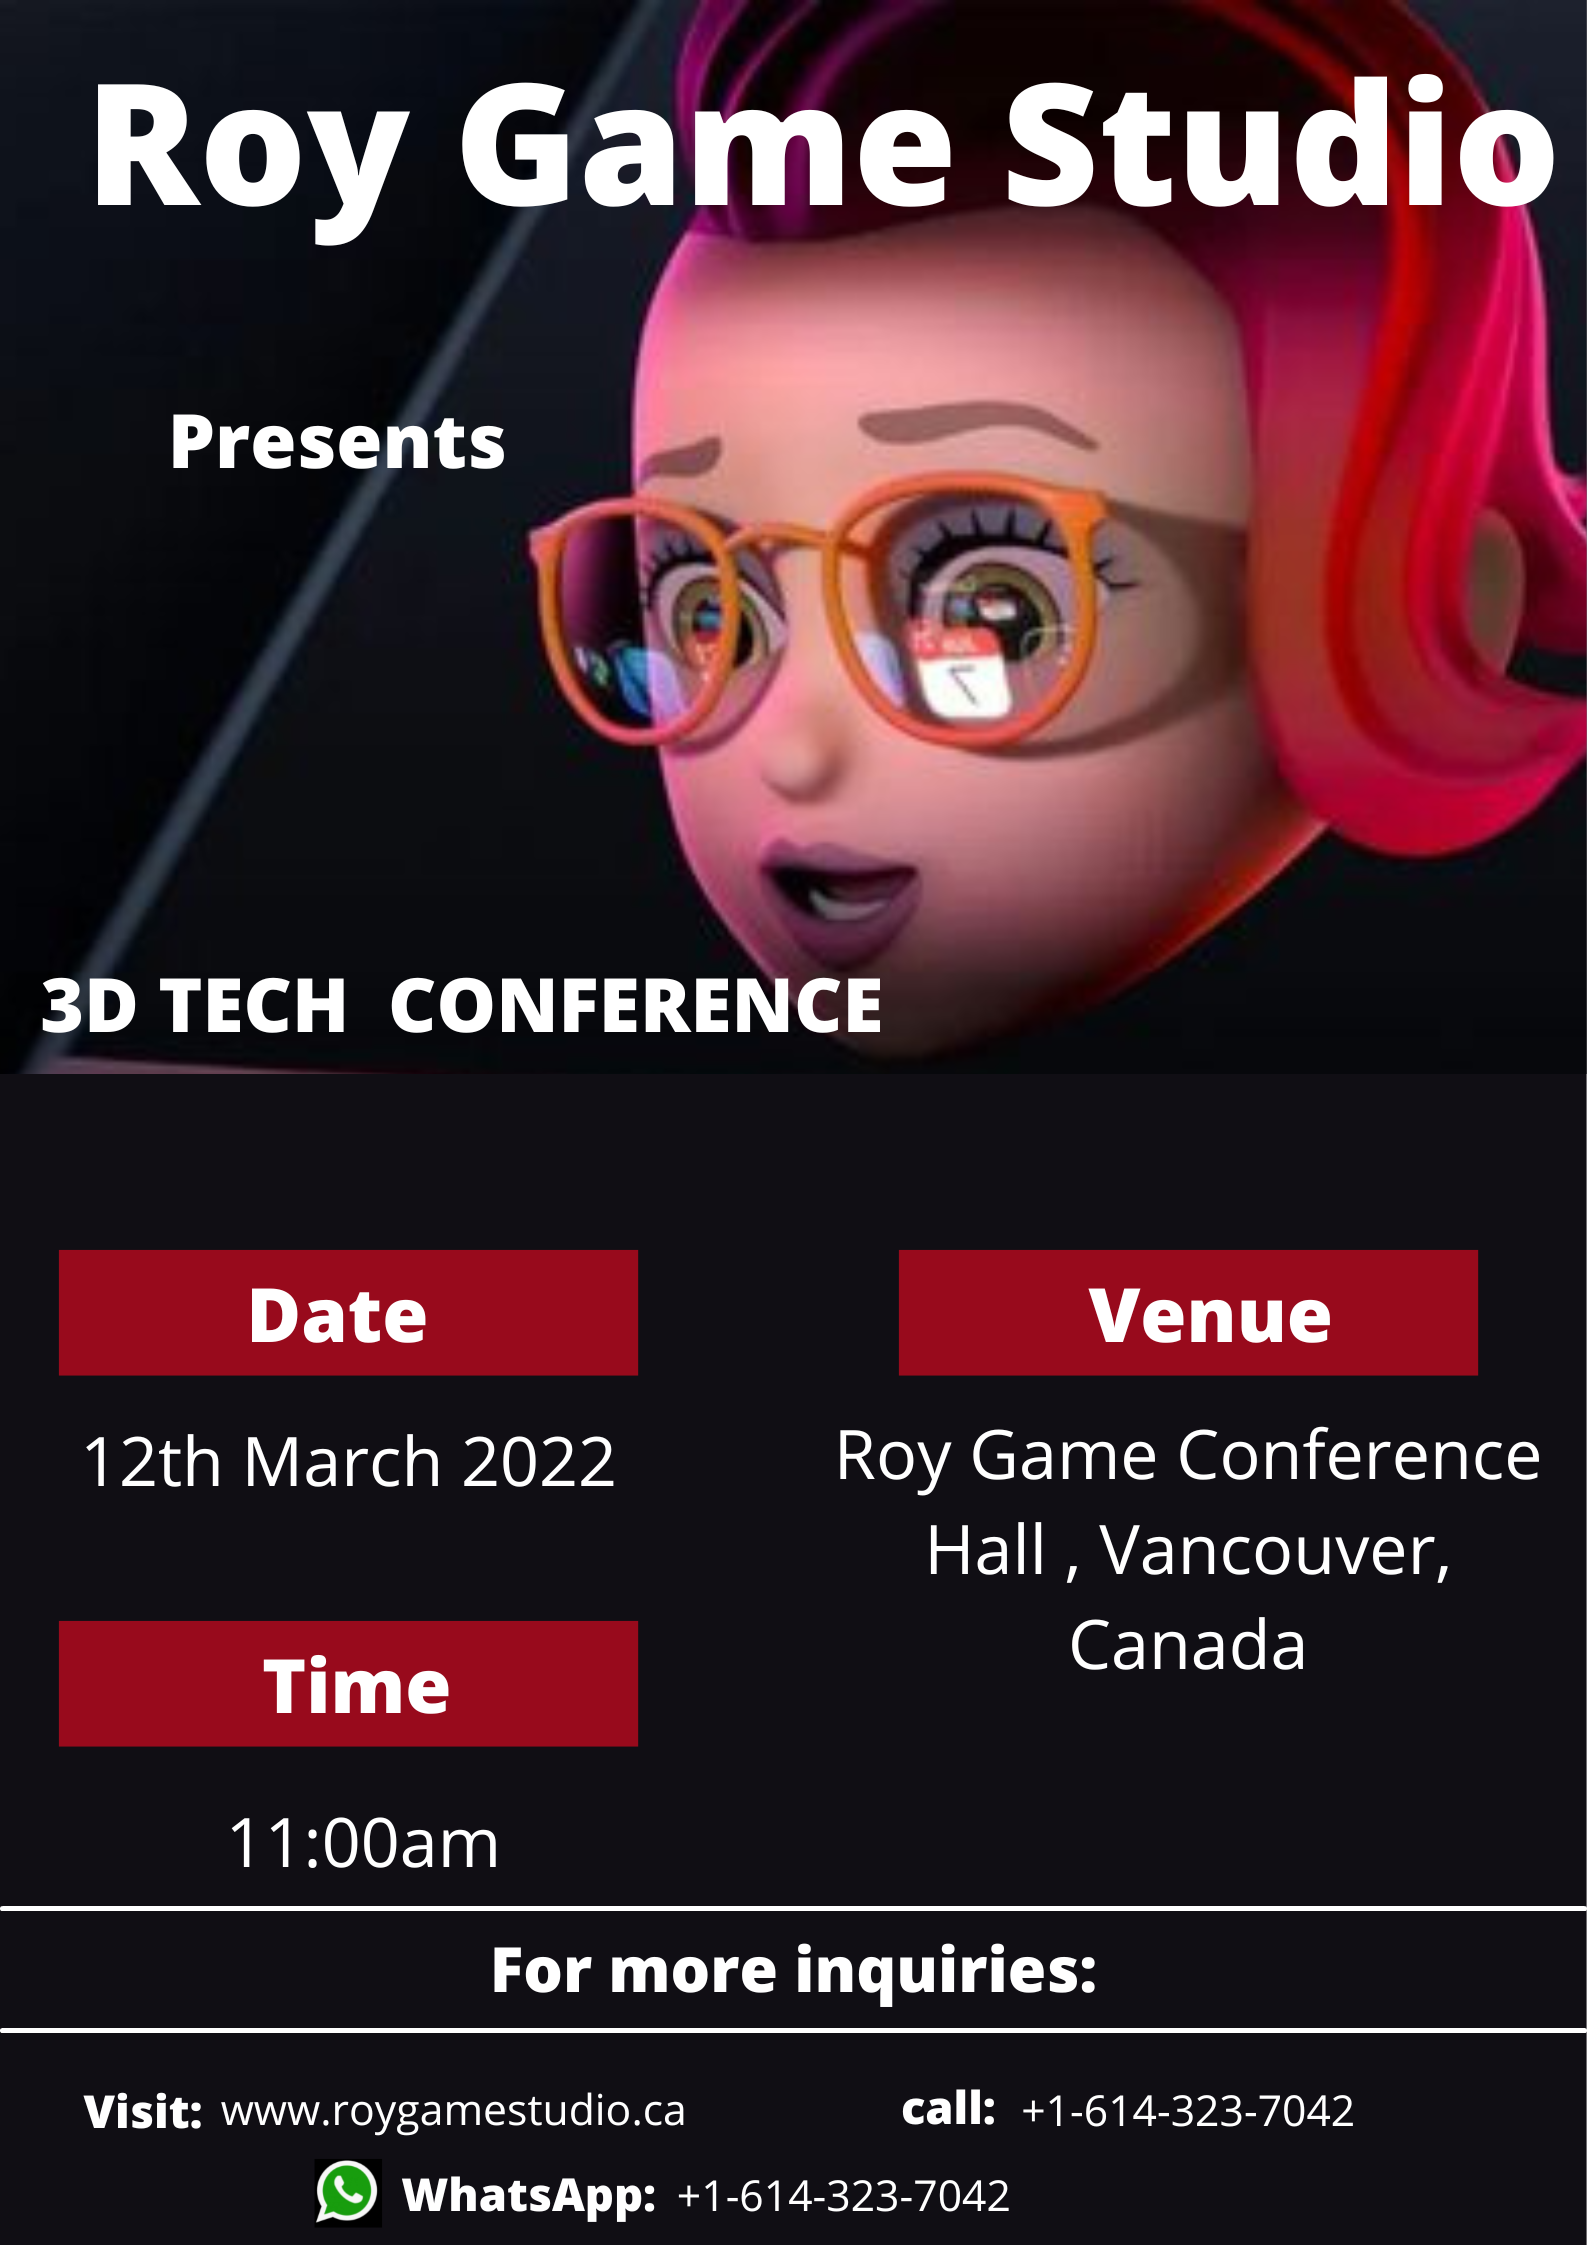 Roy Game Studio
Presents
3D TECH CONFERENCE
Date
12th March 2022
Time
11:00am
Venue
Roy Game Conference
Hall , Vancouver,
Canada
For more inquiries:
Visit: www.roygamestudio.ca
call: +1-614-323-7042
WhatsApp: +1-614-323-7042